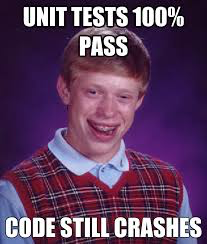 UNIT TESTS 100%
PASS
CODE STILL CRASHES